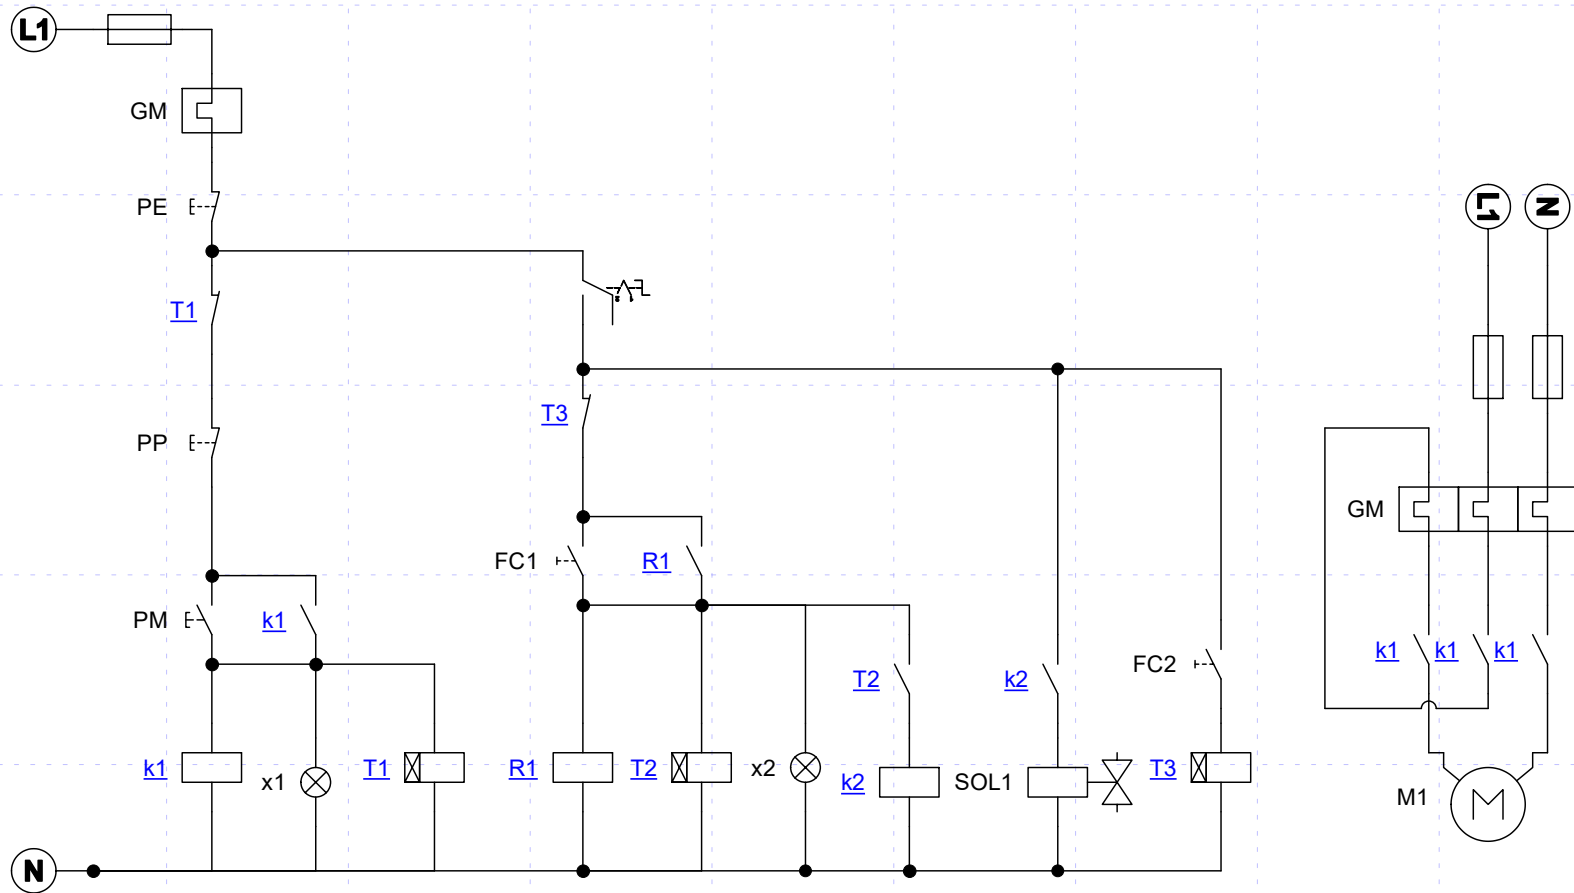 L1
GM
PE
L1 N
T1
T3
PP
GM
FC1 R1
PM k1
k1 k1 k1
FC2
T2 k2
k1 x1 T1 R1 T2 x2 k2 SOL1 T3
M1
M
N